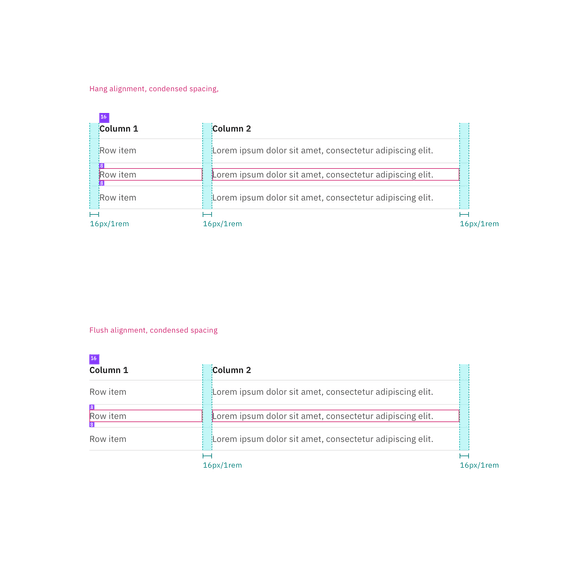 Hang alignment, condensed spacing,
16
Column 1 Column 2
Row item Lorem ipsum dolor sit amet, consectetur adipiscing elit.
Row item Lorem ipsum dolor sit amet, consectetur adipiscing elit.
Row item Lorem ipsum dolor sit amet, consectetur adipiscing elit.
16px/1rem 16px/1rem 16px/1rem
Flush alignment, condensed spacing
16
Column 1 Column 2
Row item Lorem ipsum dolor sit amet, consectetur adipiscing elit.
Row item Lorem ipsum dolor sit amet, consectetur adipiscing elit.
Row item Lorem ipsum dolor sit amet, consectetur adipiscing elit.
16px/1rem 16px/1rem